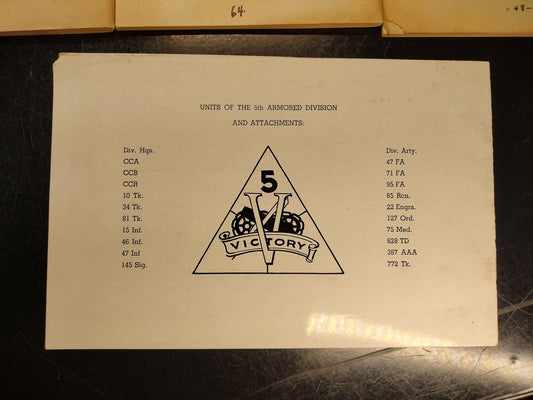 64
- 48 -
UNITS OF THE 5th ARMORED DIVISION
AND ATTACHMENTS:
Div. Hqs.
CCA
CCB
CCR
10 Tk.
34 Tk.
81 Tk.
15 Inf.
46 Inf.
47 Inf
145 Sig.
5
V
VICTORY
Div. Arty.
47 FA
71 FA
95 FA
85 Rcn.
22 Engrs.
127 Ord.
75 Med.
628 TD
387 AAA
772 Tk.